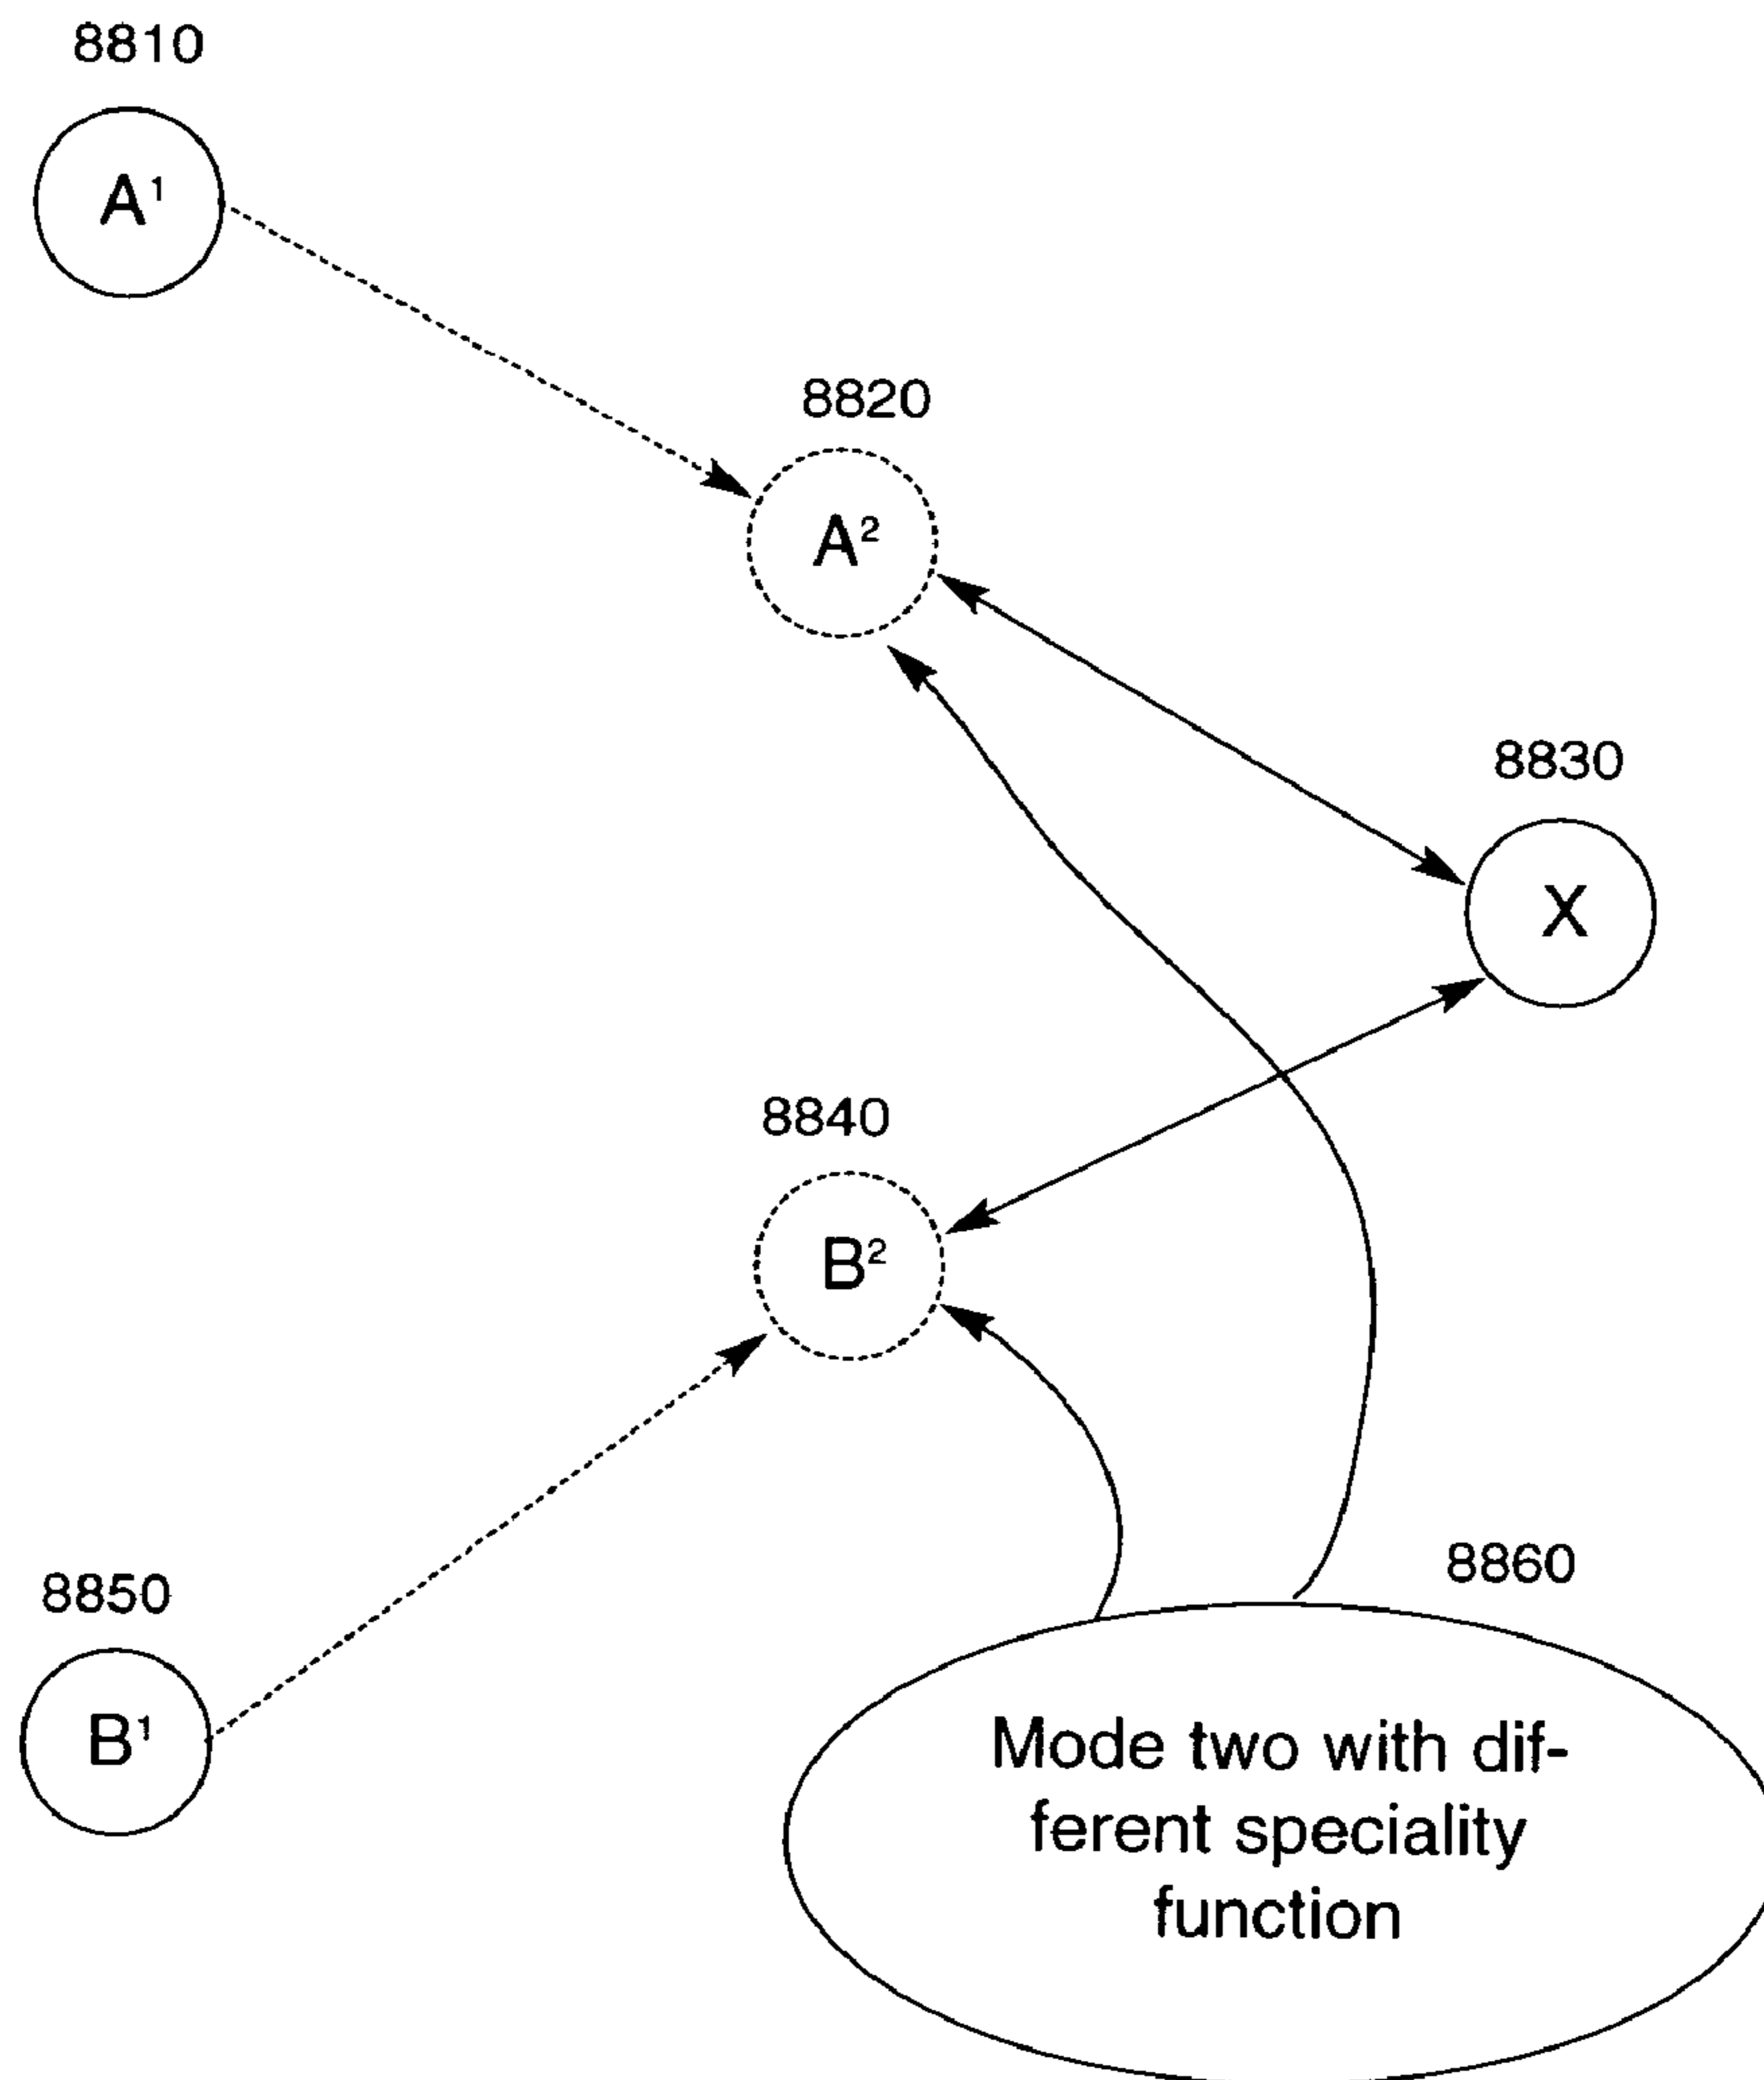 8810
A¹
8820
A²
8830
X
8840
B²
8850
B¹
8860
Mode two with dif-
ferent speciality
function